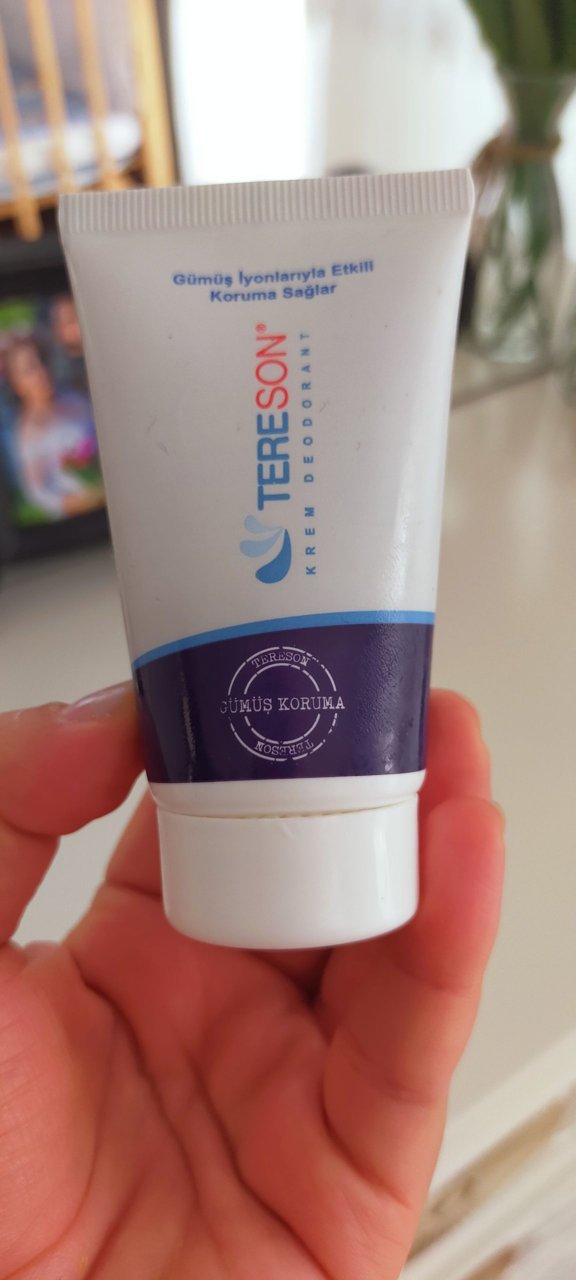 Gümüş İyonlarıyla Etkili
Koruma Sağlar
TERESON®
KREM DEODORANT
TERESON
GÜMÜŞ KORUMA
TERESON